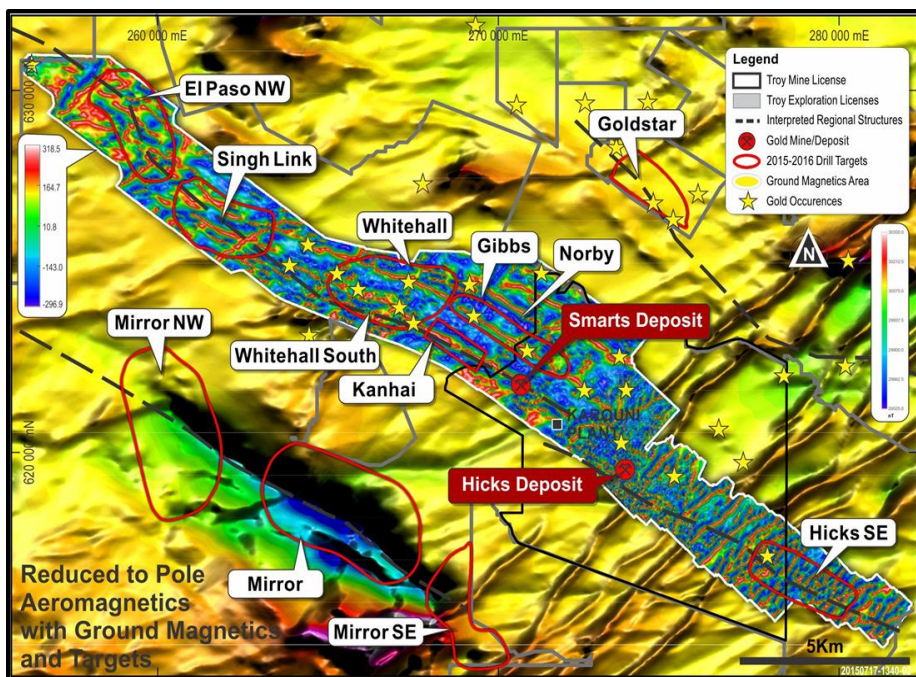 260 000 mE
270 000 mE
280 000 mE
630 000 mN
620 000 mN
El Paso NW
Singh Link
Whitehall
Gibbs
Norby
Goldstar
Smarts Deposit
Mirror NW
Whitehall South
Kanhai
KAROUNI
PLANT
Hicks Deposit
Hicks SE
Mirror
Mirror SE
Legend
Troy Mine License
Troy Exploration Licenses
Interpreted Regional Structures
Gold Mine/Deposit
2015-2016 Drill Targets
Ground Magnetics Area
Gold Occurences
N
318.5
164.7
10.8
-143.0
-296.9
nT
Reduced to Pole
Aeromagnetics
with Ground Magnetics
and Targets
5Km